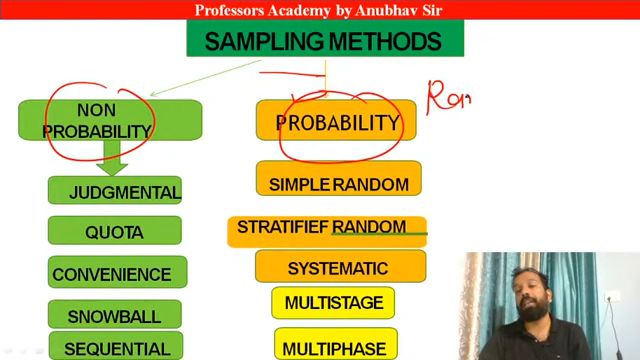 Professors Academy by Anubhav Sir
SAMPLING METHODS
NON
PROBABILITY
JUDGMENTAL
QUOTA
CONVENIENCE
SNOWBALL
SEQUENTIAL
PROBABILITY
SIMPLE RANDOM
STRATIFIEF RANDOM
SYSTEMATIC
MULTISTAGE
MULTIPHASE
Ran